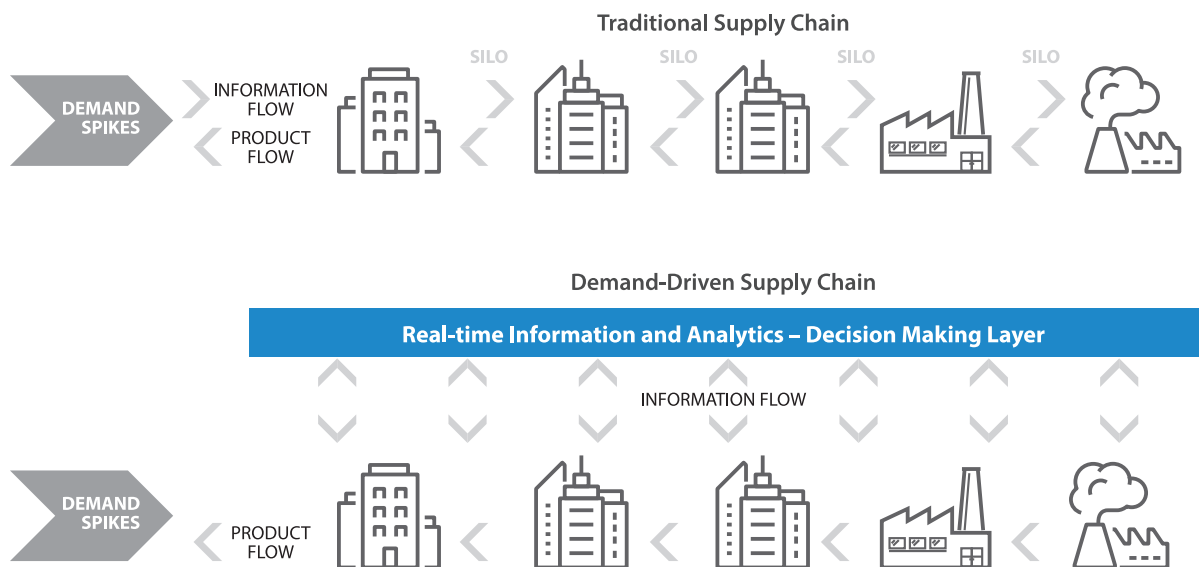 Traditional Supply Chain
SILO
SILO
SILO
SILO
DEMAND
SPIKES
INFORMATION
FLOW
PRODUCT
FLOW
Demand-Driven Supply Chain
Real-time Information and Analytics – Decision Making Layer
INFORMATION FLOW
DEMAND
SPIKES
PRODUCT
FLOW